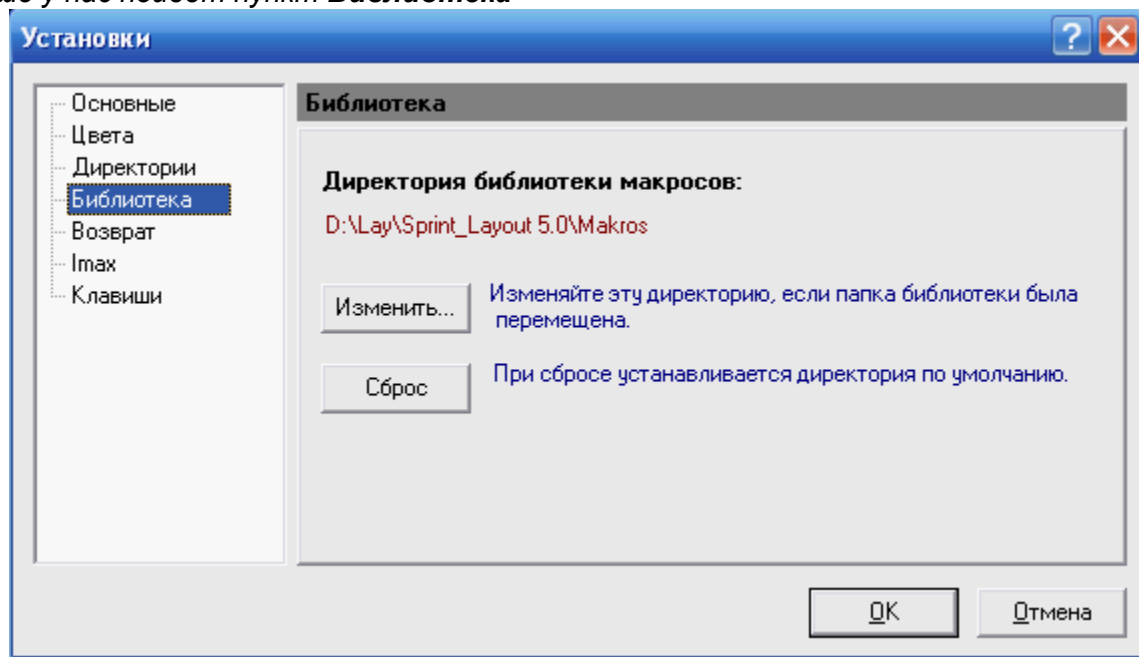 Установки
Основные
Цвета
Директории
Библиотека
Возврат
Imax
Клавиши
Библиотека
Директория библиотеки макросов:
D:\Lay\Sprint_Layout 5.0\Makros
Изменить...
Изменяйте эту директорию, если папка библиотеки была
перемещена.
Сброс
При сбросе устанавливается директория по умолчанию.
OK
Отмена